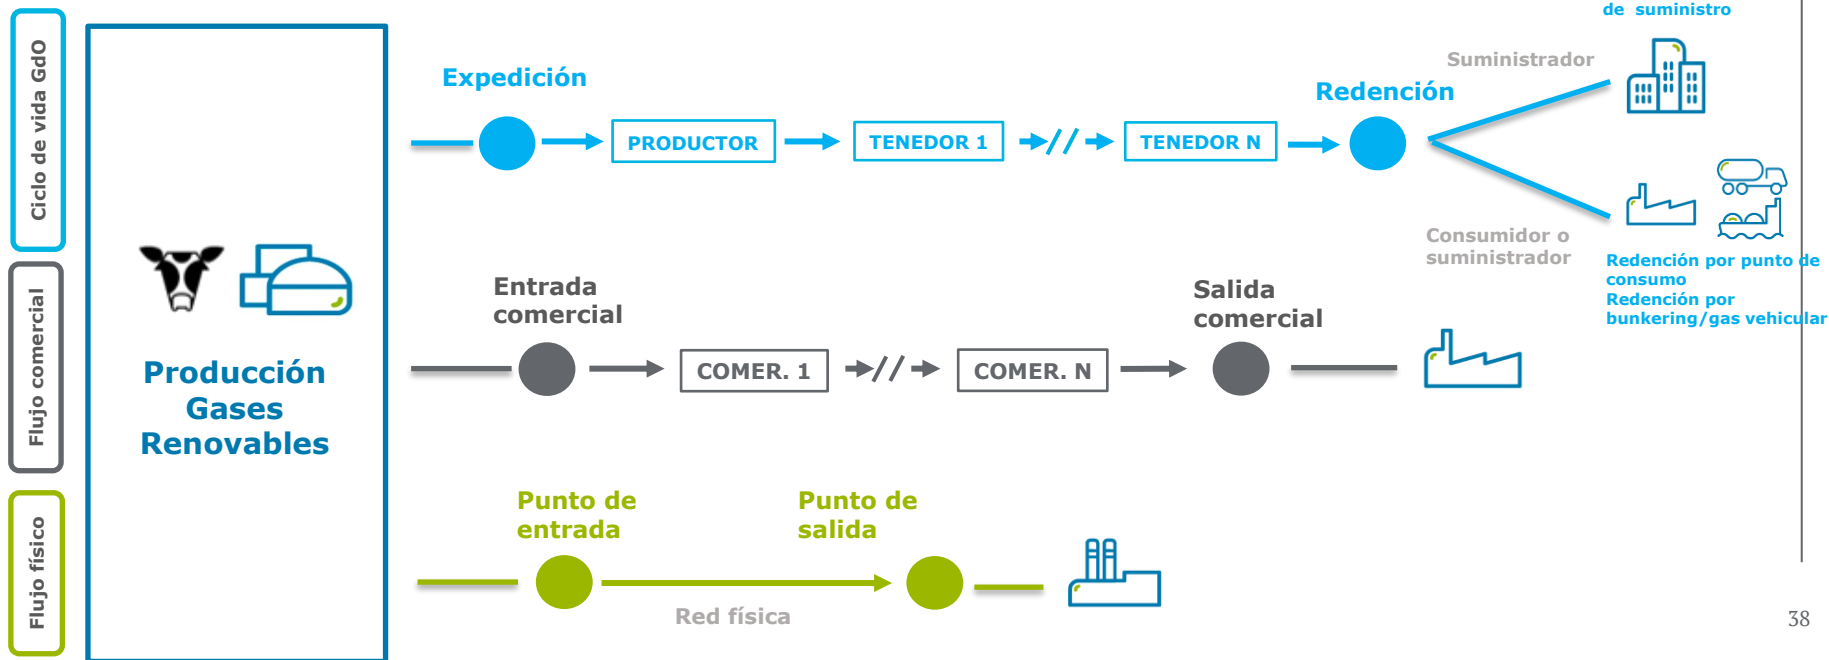 de suministro
Ciclo de vida GdO
Expedición
PRODUCTOR
TENEDOR 1
TENEDOR N
Redención
Suministrador
Consumidor o
suministrador
Redención por punto de
consumo
Redención por
bunkering/gas vehicular
Producción
Gases
Renovables
Flujo comercial
Entrada
comercial
COMER. 1
COMER. N
Salida
comercial
Flujo físico
Punto de
entrada
Red física
Punto de
salida
38